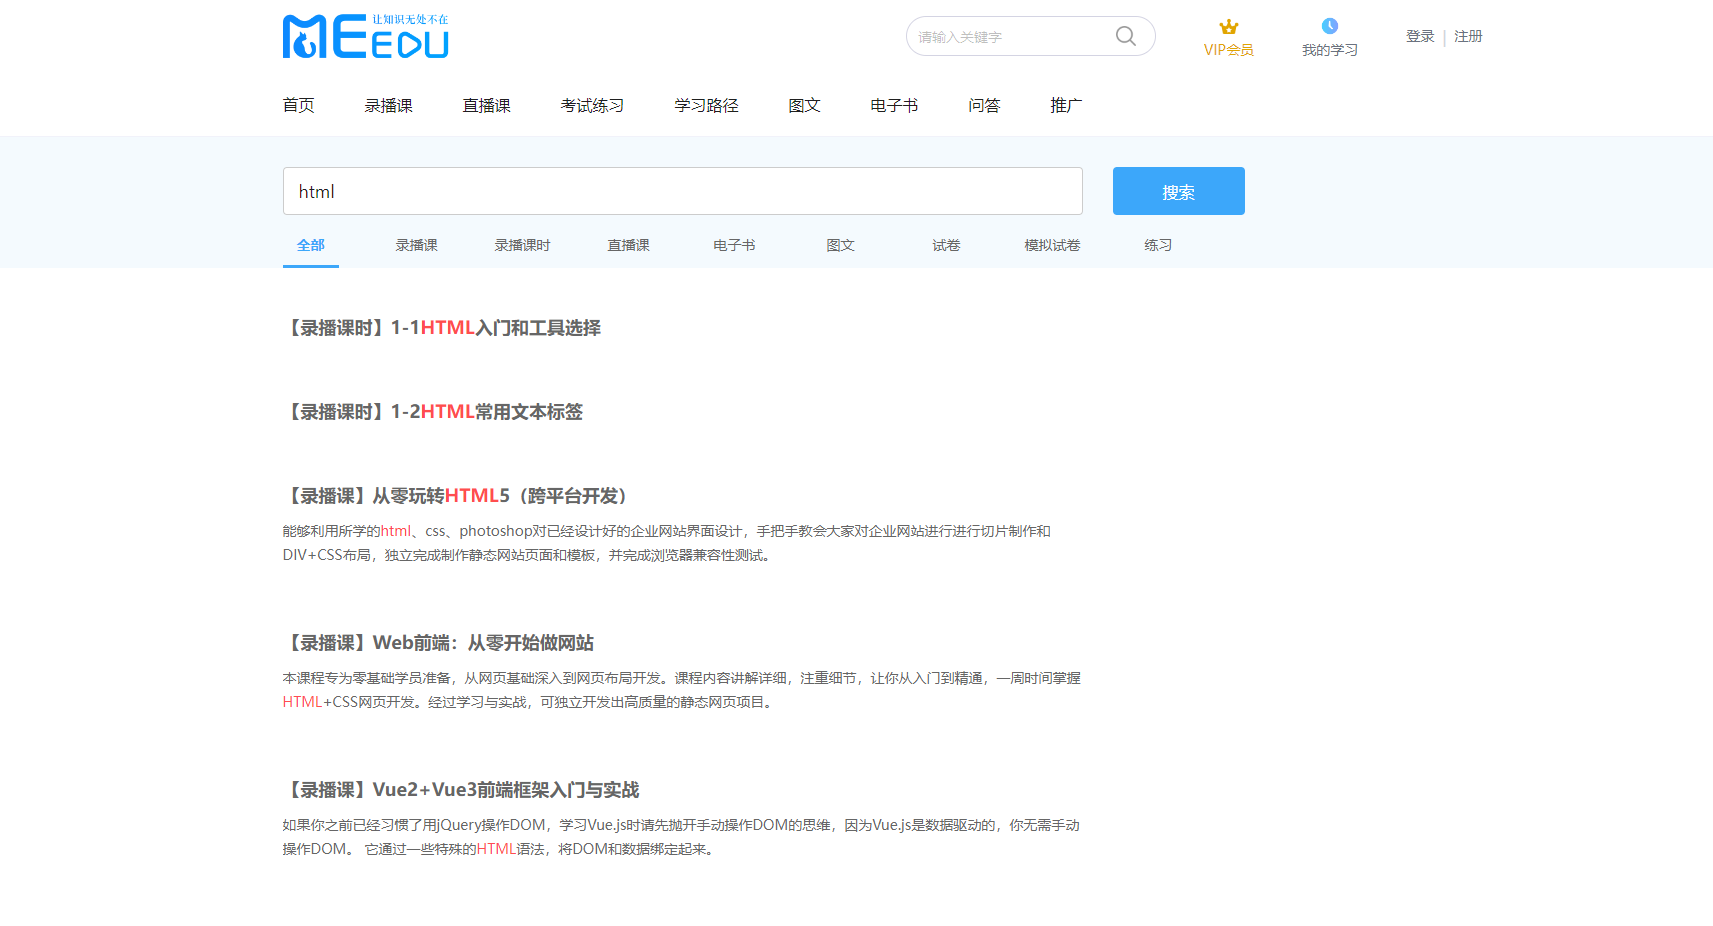 MEEDU 让知识无处不在
请输入关键字
VIP会员
我的学习
登录 | 注册
首页 录播课 直播课 考试练习 学习路径 图文 电子书 问答 推广
html
搜索
全部 录播课 录播课时 直播课 电子书 图文 试卷 模拟试卷 练习
【录播课时】1-1HTML入门和工具选择
【录播课时】1-2HTML常用文本标签
【录播课】从零玩转HTML5（跨平台开发）
能够利用所学的html、css、photoshop对已经设计好的企业网站界面设计，手把手教会大家对企业网站进行进行切片制作和
DIV+CSS布局，独立完成制作静态网站页面和模板，并完成浏览器兼容性测试。
【录播课】Web前端：从零开始做网站
本课程专为零基础学员准备，从网页基础深入到网页布局开发。课程内容讲解详细，注重细节，让你从入门到精通，一周时间掌握
HTML+CSS网页开发。经过学习与实战，可独立开发出高质量的静态网页项目。
【录播课】Vue2+Vue3前端框架入门与实战
如果你之前已经习惯了用jQuery操作DOM，学习Vue.js时请先抛开手动操作DOM的思维，因为Vue.js是数据驱动的，你无需手动
操作DOM。 它通过一些特殊的HTML语法，将DOM和数据绑定起来。